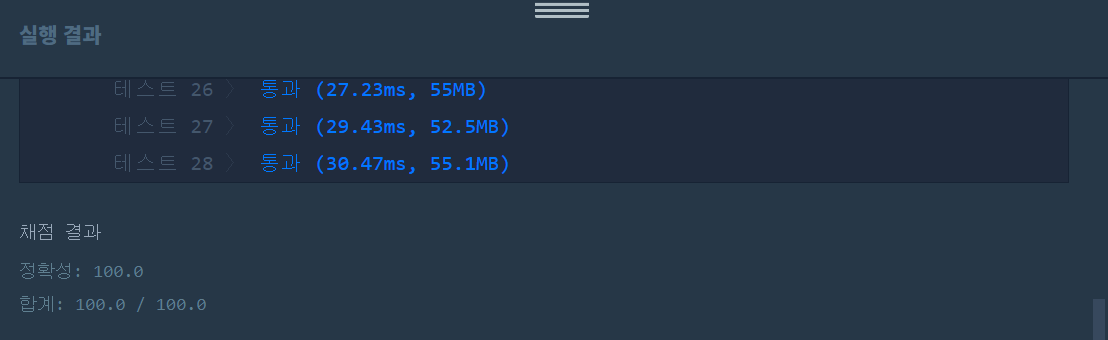 실행 결과
테스트 26 〉 통과 (27.23ms, 55MB)
테스트 27 〉 통과 (29.43ms, 52.5MB)
테스트 28 〉 통과 (30.47ms, 55.1MB)
채점 결과
정확성: 100.0
합계: 100.0 / 100.0